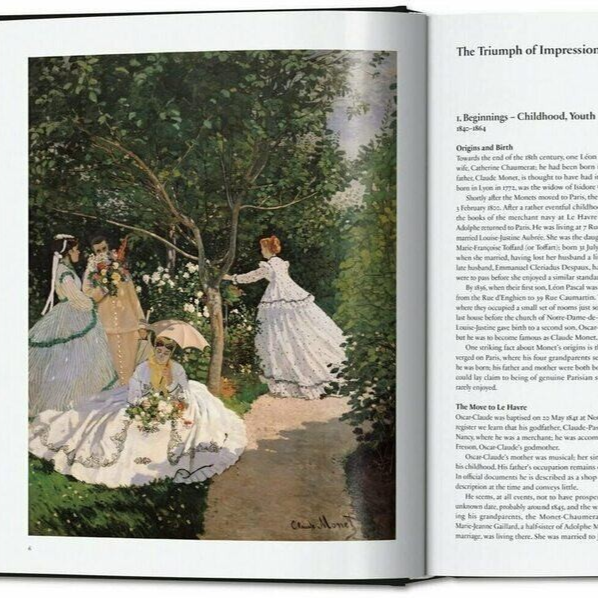 Claude Monet
6
The Triumph of Impression
1. Beginnings – Childhood, Youth
1840–1864
Origins and Birth
Towards the end of the 18th century, one Léon
wife, Catherine Chaumerat; he had been born
father, Claude Monet, is thought to have had
born in Lyon in 1772, was the widow of Isidore
Shortly after the Monets moved to Paris, the
3 February 1800. After a rather eventful childhoo
the books of the merchant navy at Le Havre
Adolphe returned to Paris. He was living at 7 Ru
married Louise-Justine Aubrée. She was the daug
Marie-Françoise Toffard (or Toffart); born 31 July
when she married, having lost her husband a li
late husband, Emmanuel Cleriadus Despaux, ha
were to pass before she enjoyed a similar standar
By 1836, when their first son, Léon Pascal was
from the Rue d'Enghien to 39 Rue Caumartin.
where they occupied a small set of rooms just so
last house before the church of Notre-Dame-de-
Louise-Justine gave birth to a second son, Oscar-
but he was to become famous as Claude Monet,
One striking fact about Monet's origins is th
verged on Paris, where his four grandparents se
he was born; his father and mother were both bo
could lay claim to being of genuine Parisian s
rarely enjoyed.
The Move to Le Havre
Oscar-Claude was baptised on 20 May 1841 at Not
register we learn that his godfather, Claude-Pas
Nancy, where he was a merchant; he was accom
Fresson, Oscar-Claude's godmother.
Oscar-Claude's mother was musical; her sin
his childhood. His father's occupation remains
In official documents he is described as a shop
description at the time and conveys little.
He seems, at all events, not to have prosper
unknown date, probably around 1845, and the w
ing his grandparents, the Monet-Chaumera
Marie-Jeanne Gaillard, a half-sister of Adolphe M
marriage, was living there. She was married to